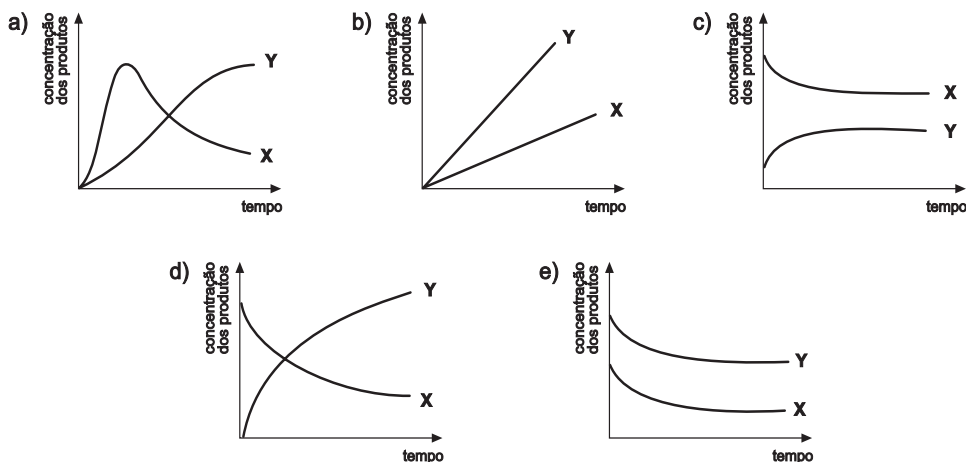 a)
concentração
dos produtos
Y
X
tempo
b)
concentração
dos produtos
Y
X
tempo
c)
concentração
dos produtos
X
Y
tempo
d)
concentração
dos produtos
Y
X
tempo
e)
concentração
dos produtos
Y
X
tempo